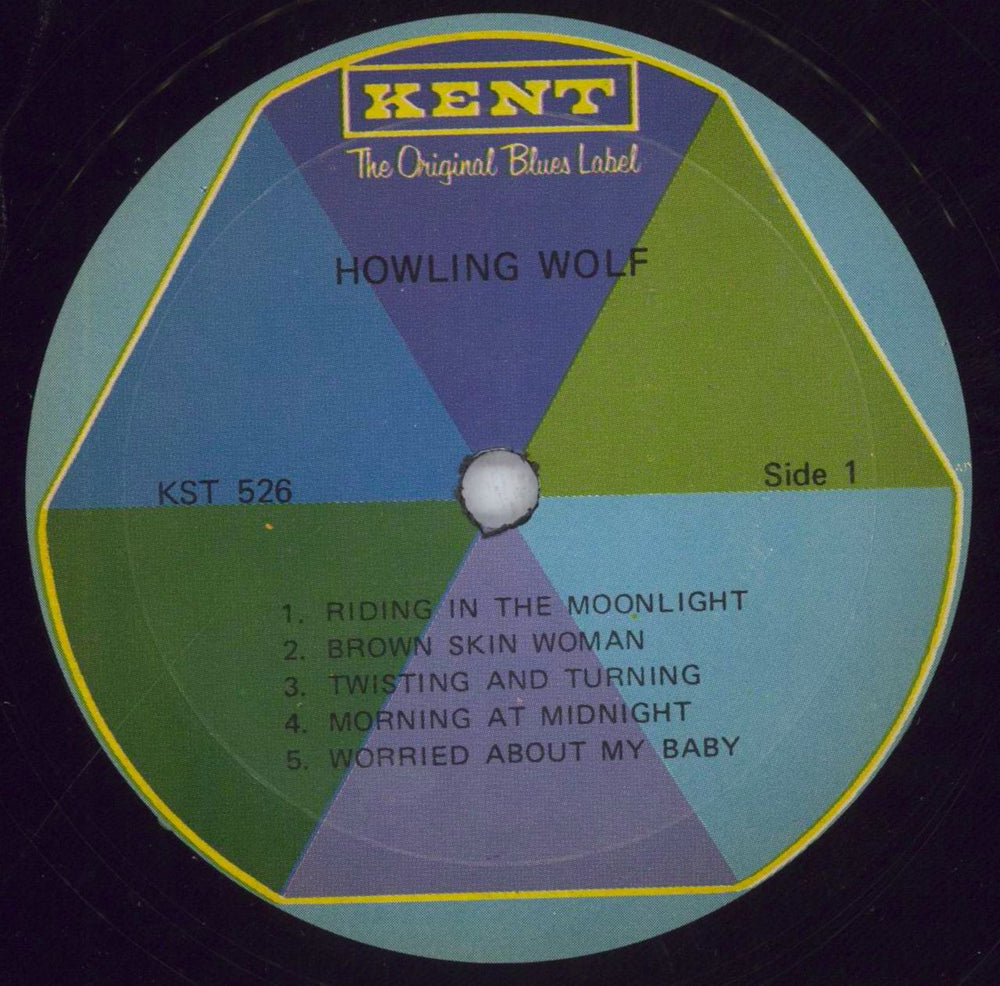 KENT
The Original Blues Label
HOWLING WOLF
KST 526
Side 1
1. RIDING IN THE MOONLIGHT
2. BROWN SKIN WOMAN
3. TWISTING AND TURNING
4. MORNING AT MIDNIGHT
5. WORRIED ABOUT MY BABY